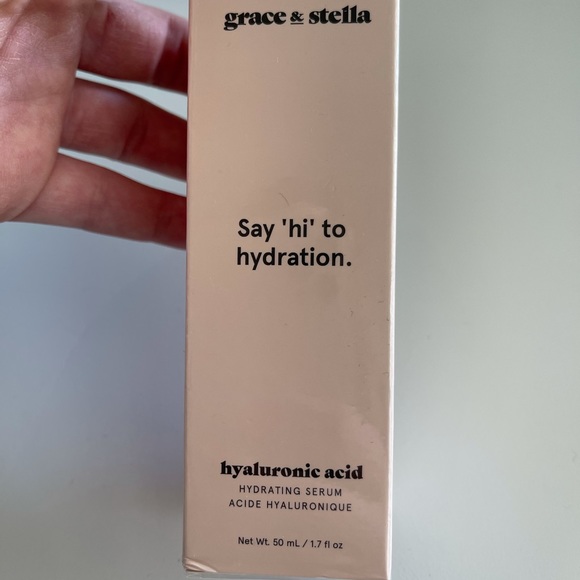 grace & stella
Say 'hi' to
hydration.
hyaluronic acid
HYDRATING SERUM
ACIDE HYALURONIQUE
Net Wt. 50 mL / 1.7 fl oz